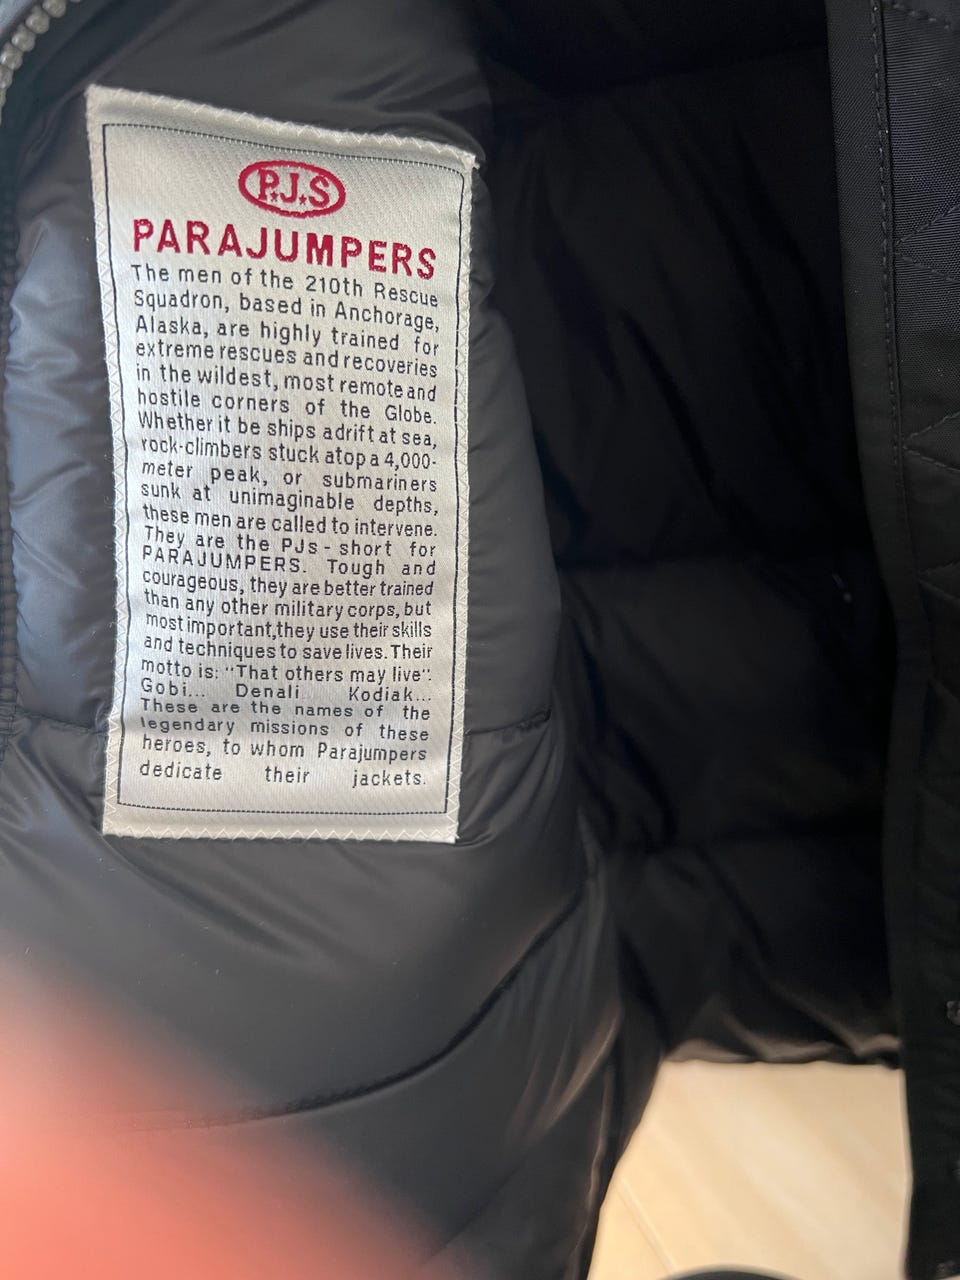 P.J.S
PARAJUMPERS
The men of the 210th Rescue
Squadron, based in Anchorage,
Alaska, are highly trained for
extreme rescues and recoveries
in the wildest, most remote and
hostile corners of the Globe.
Whether it be ships adrift at sea,
rock-climbers stuck atop a 4,000-
meter peak, or submariners
sunk at unimaginable depths,
these men are called to intervene.
They are the PJs - short for
PARAJUMPERS. Tough and
courageous, they are better trained
than any other military corps, but
most important,they use their skills
and techniques to save lives. Their
motto is: "That others may live".
Gobi... Denali Kodiak...
These are the names of the
legendary missions of these
heroes, to whom Parajumpers
dedicate their jackets.